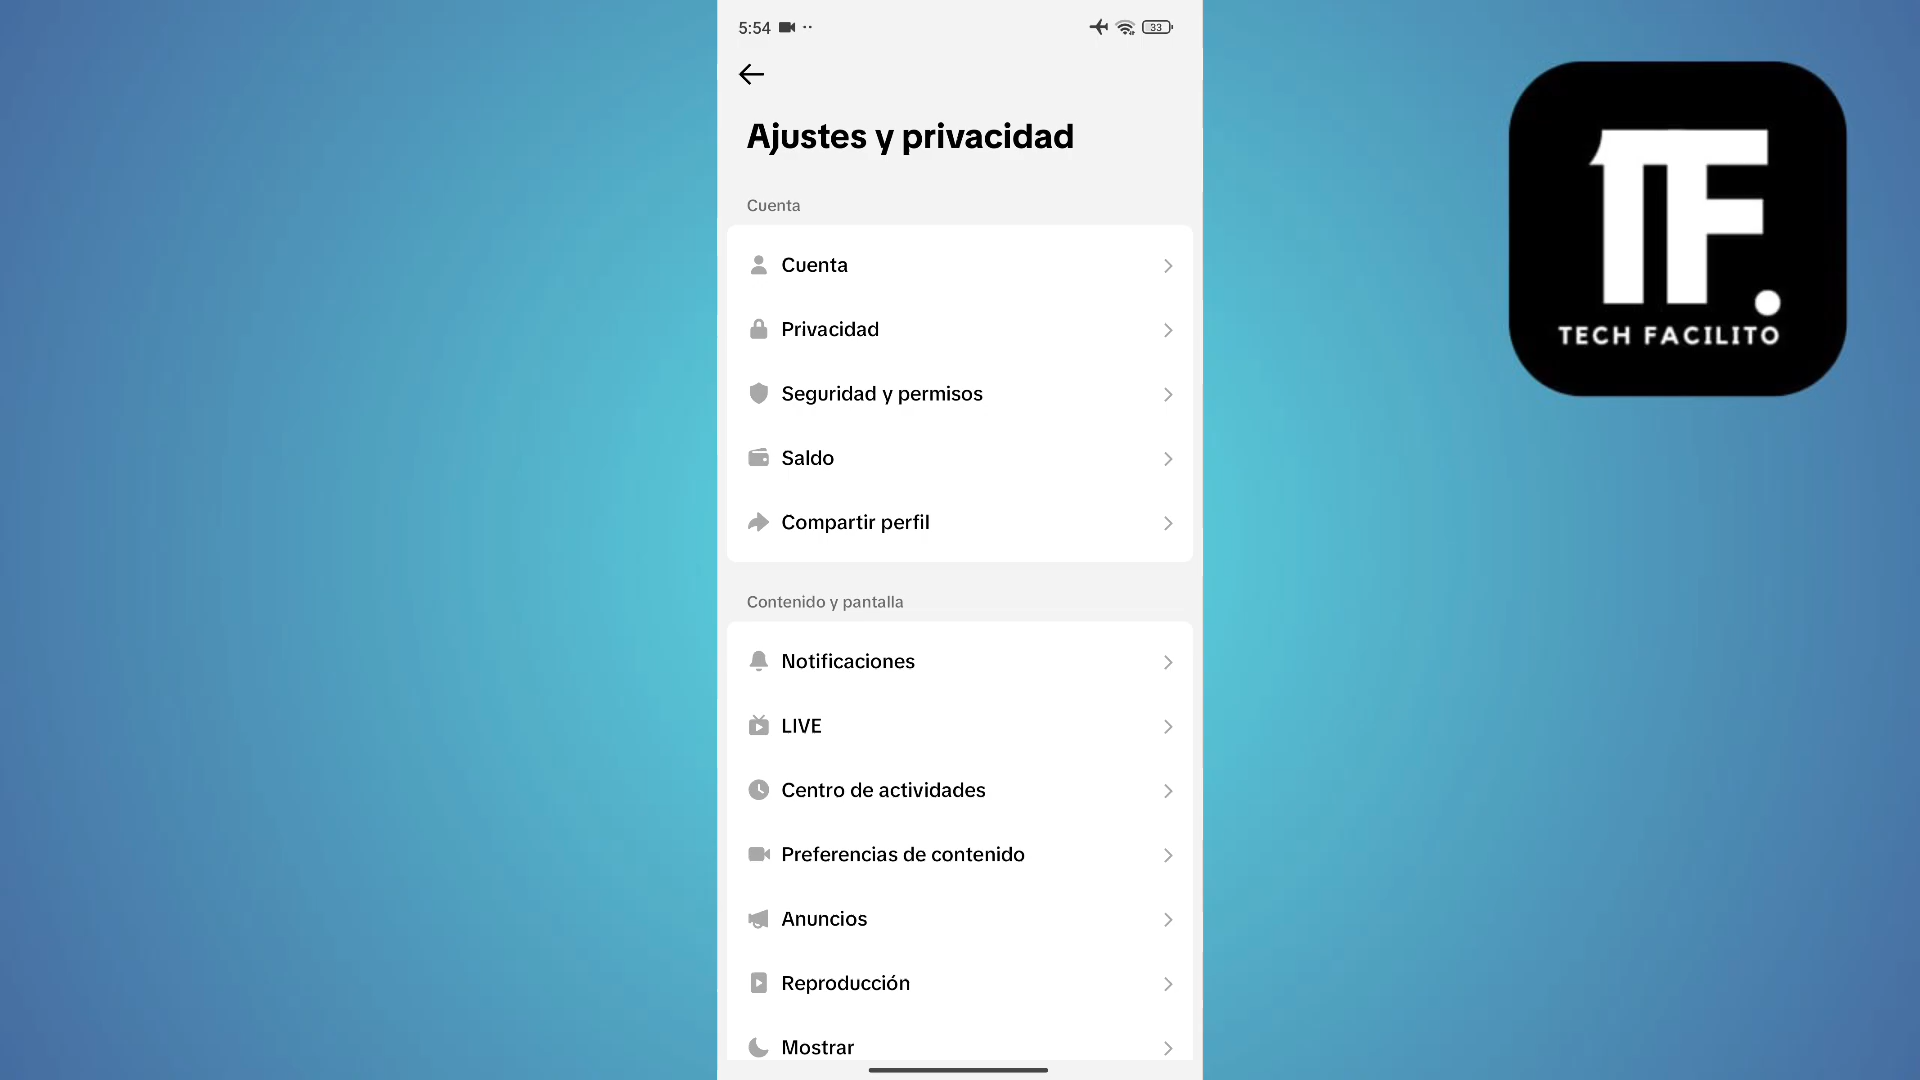 5:54
33
Ajustes y privacidad
Cuenta
Cuenta
Privacidad
Seguridad y permisos
Saldo
Compartir perfil
Contenido y pantalla
Notificaciones
LIVE
Centro de actividades
Preferencias de contenido
Anuncios
Reproducción
Mostrar
TF.
TECH FACILITO